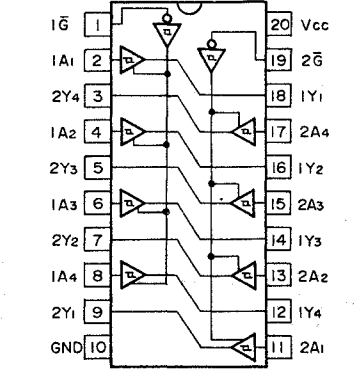 1G̅ 1 20 Vcc
1A1 2 19 2G̅
2Y4 3 18 1Y1
1A2 4 17 2A4
2Y3 5 16 1Y2
1A3 6 15 2A3
2Y2 7 14 1Y3
1A4 8 13 2A2
2Y1 9 12 1Y4
GND 10 11 2A1